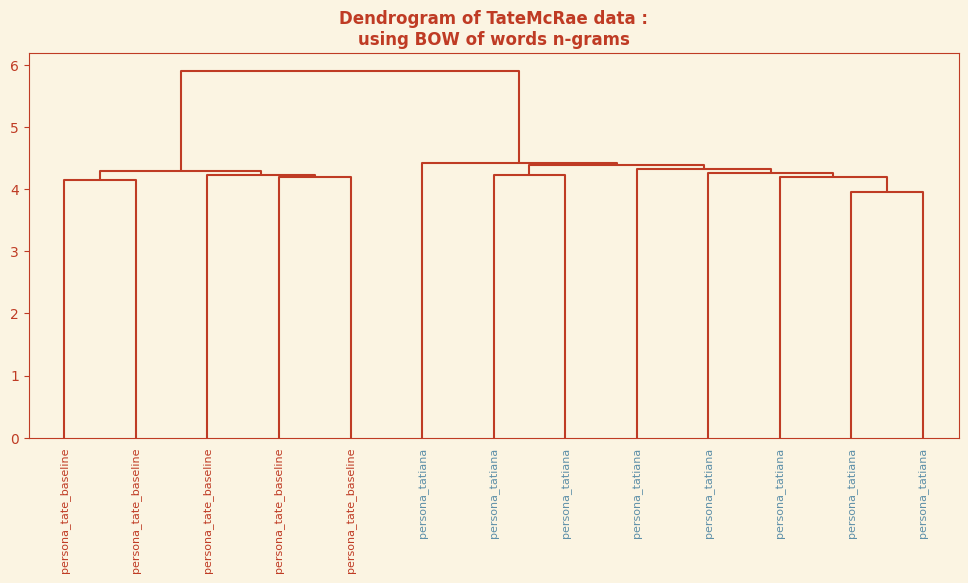 Dendrogram of TateMcRae data :
using BOW of words n-grams
6
5
4
3
2
1
0
persona_tate_baseline
persona_tate_baseline
persona_tate_baseline
persona_tate_baseline
persona_tate_baseline
persona_tatiana
persona_tatiana
persona_tatiana
persona_tatiana
persona_tatiana
persona_tatiana
persona_tatiana
persona_tatiana